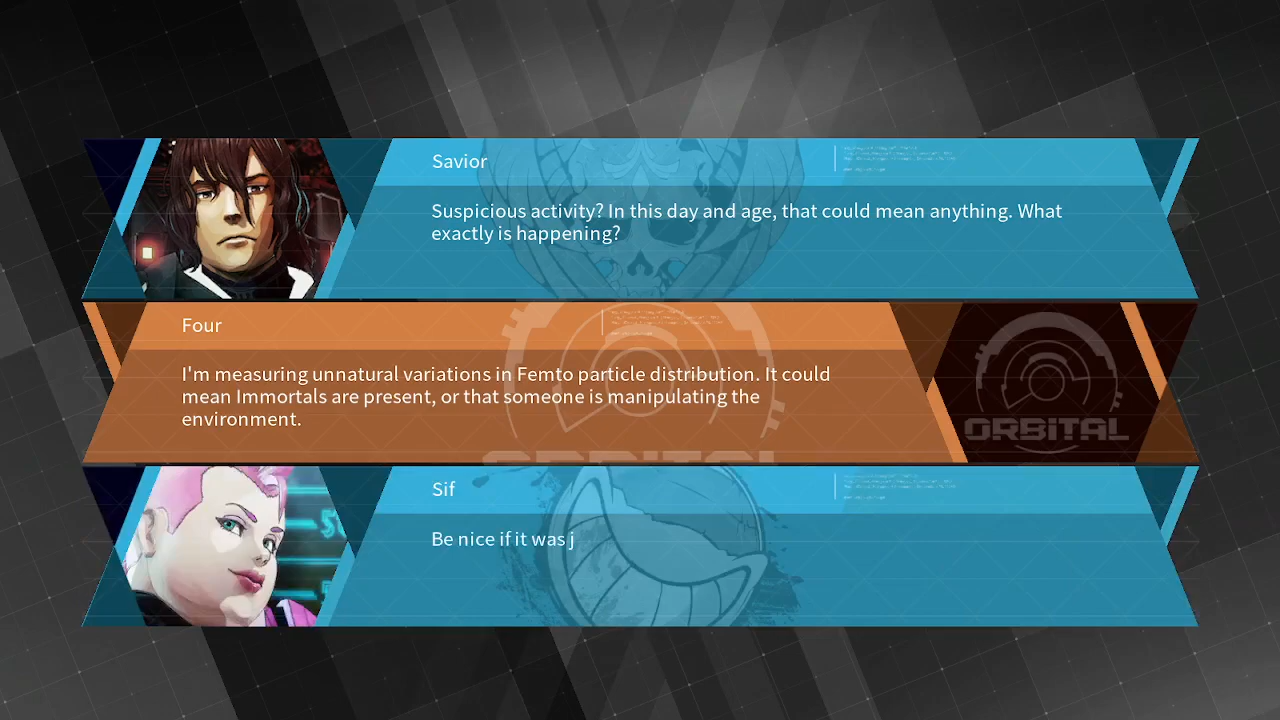 Savior
Suspicious activity? In this day and age, that could mean anything. What
exactly is happening?
Four
I'm measuring unnatural variations in Femto particle distribution. It could
mean Immortals are present, or that someone is manipulating the
environment.
ORBITAL
ORBITAL
Sif
Be nice if it was j